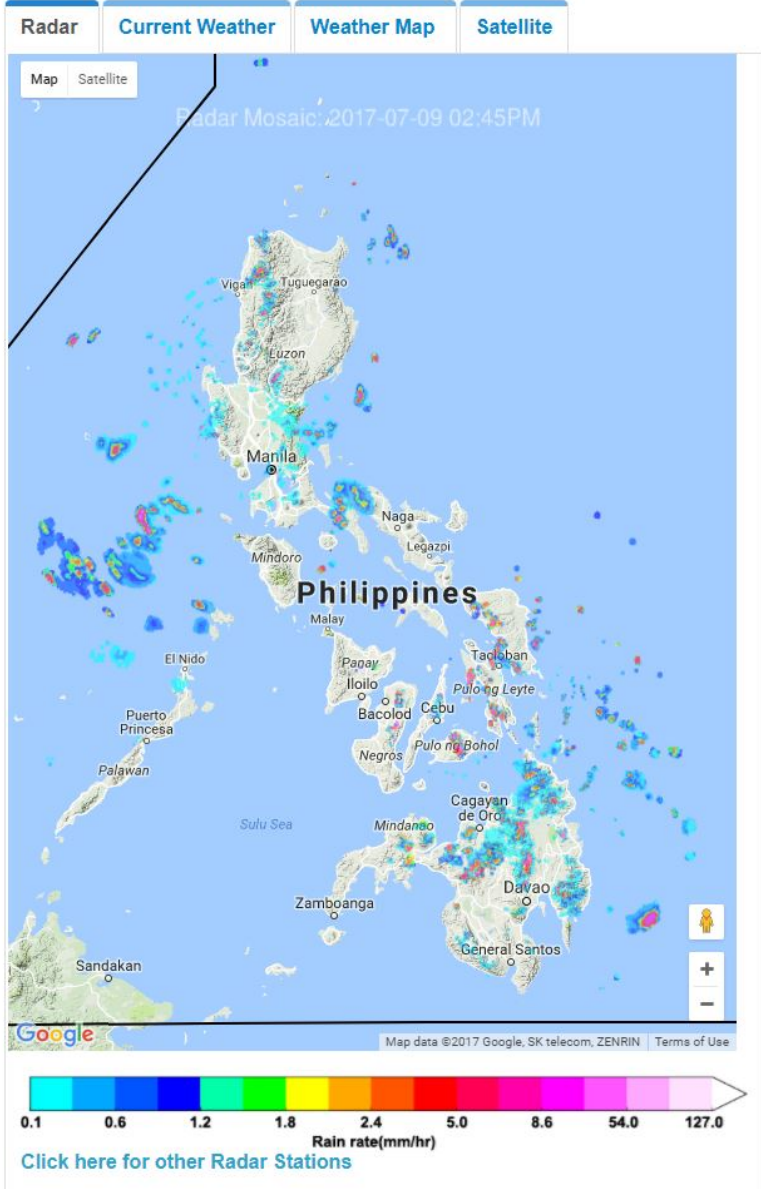 Radar
Current Weather
Weather Map
Satellite
Map
Satellite
Radar Mosaic: 2017-07-09 02:45PM
Vigan
Tuguegarao
Luzon
Manila
Naga
Legazpi
Mindoro
Philippines
Malay
El Nido
Panay
Tacloban
Iloilo
Bacolod
Cebu
Pulo ng Leyte
Puerto
Princesa
Negros
Pulo ng Bohol
Palawan
Cagayan
de Oro
Sulu Sea
Mindanao
Zamboanga
Davao
General Santos
Sandakan
+
−
Google
Map data ©2017 Google, SK telecom, ZENRIN
Terms of Use
0.1 0.6 1.2 1.8 2.4 5.0 8.6 54.0 127.0
Rain rate(mm/hr)
Click here for other Radar Stations